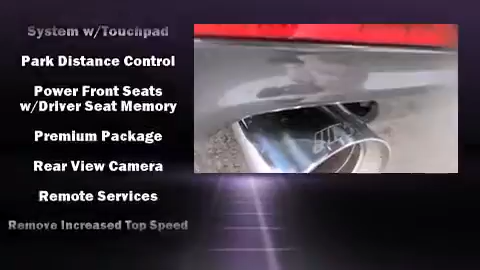 System w/Touchpad
Park Distance Control
Power Front Seats
w/Driver Seat Memory
Premium Package
Rear View Camera
Remote Services
Remove Increased Top Speed